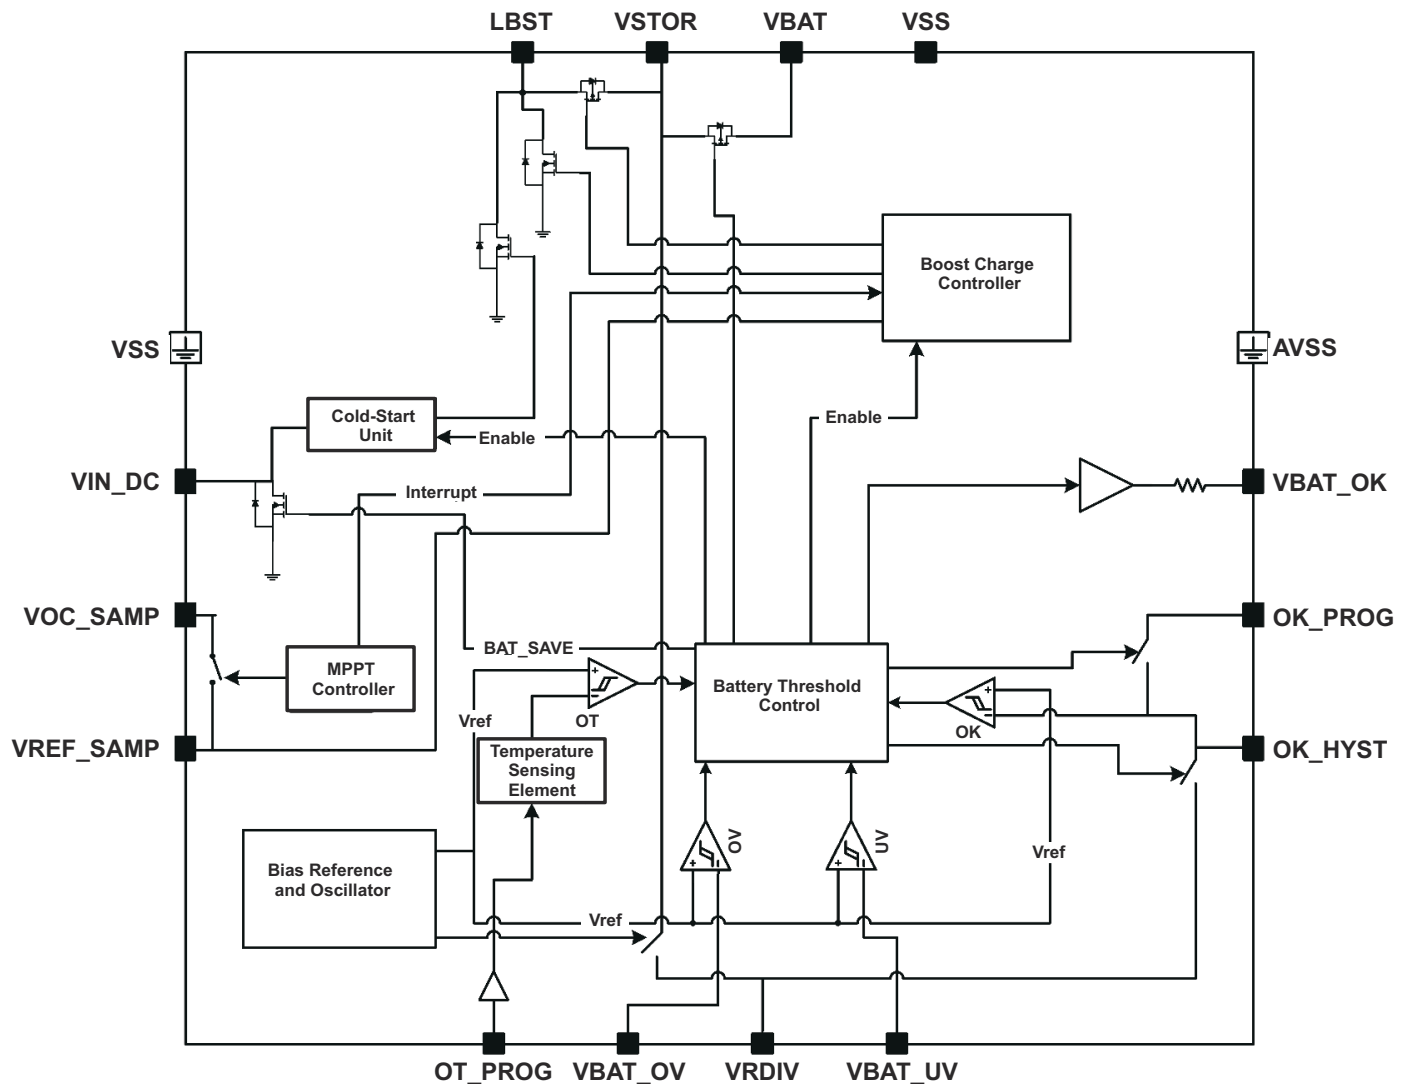 LBST
VSTOR
VBAT
VSS
Boost Charge
Controller
VSS
AVSS
Cold-Start
Unit
Enable
Enable
VIN_DC
Interrupt
VBAT_OK
VOC_SAMP
OK_PROG
BAT_SAVE
MPPT
Controller
+
–
OT
Battery Threshold
Control
+
–
OK
Vref
VREF_SAMP
Temperature
Sensing
Element
OK_HYST
OV
+
–
UV
+
–
Vref
Bias Reference
and Oscillator
Vref
OT_PROG
VBAT_OV
VRDIV
VBAT_UV